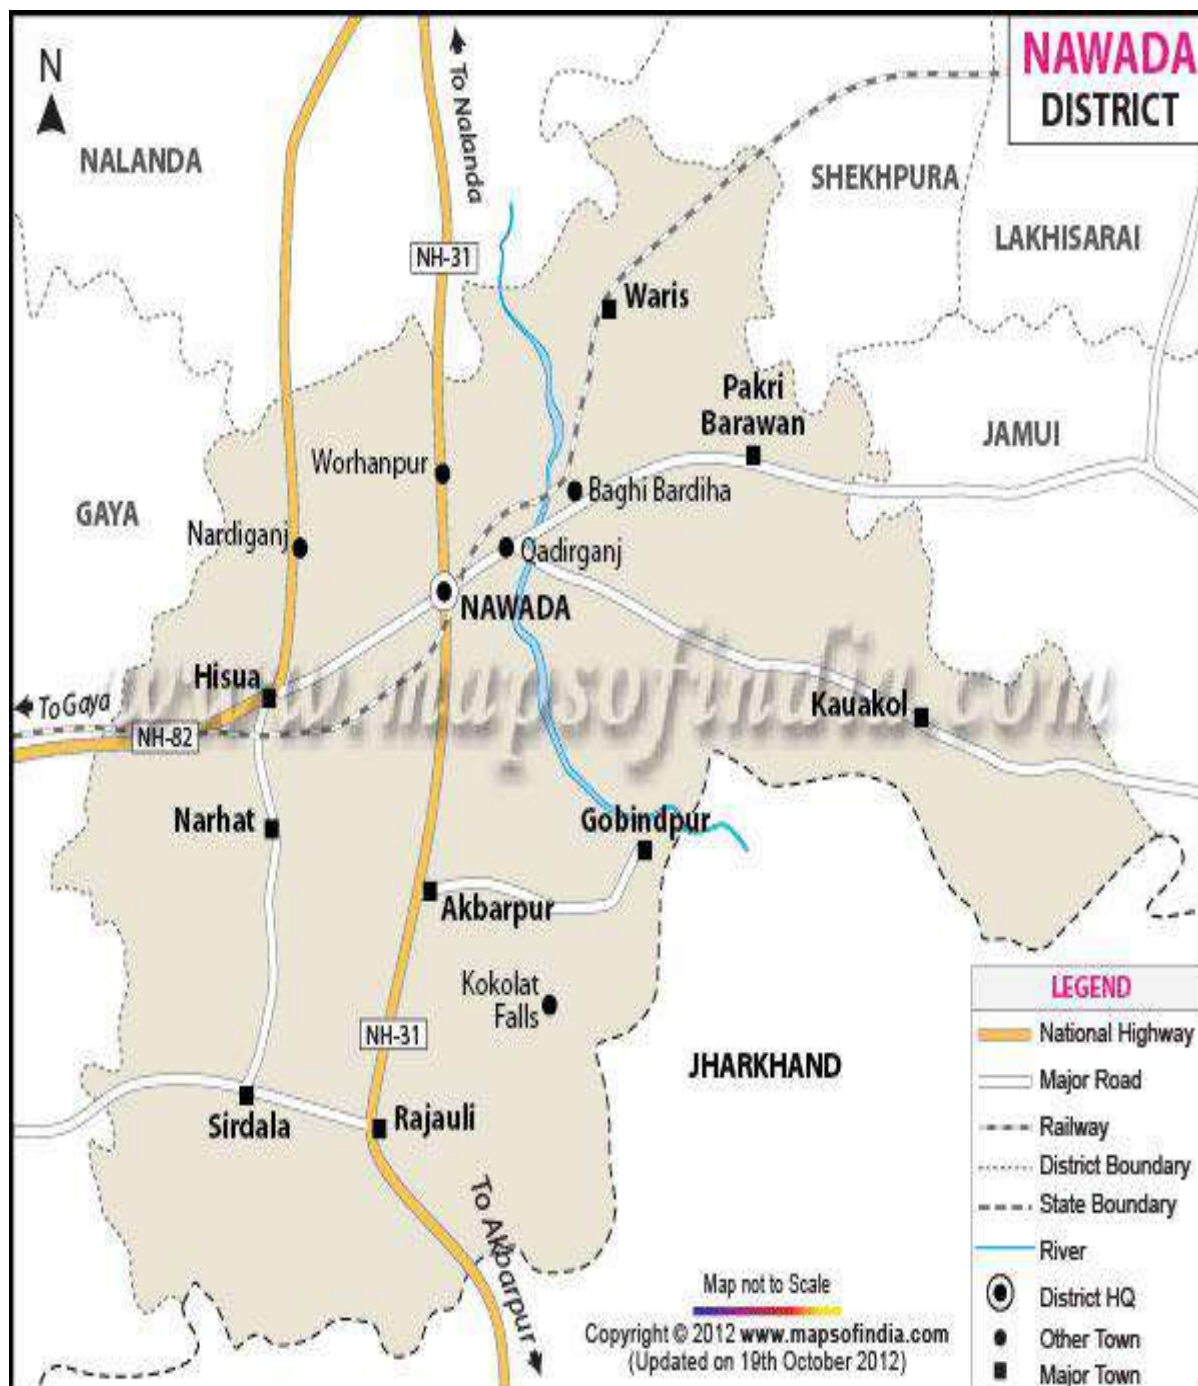 NAWADA
DISTRICT
N
To Nalanda
NALANDA
SHEKHPURA
LAKHISARAI
NH-31
Waris
Pakri
Barawan
JAMUI
Worhanpur
Baghi Bardiha
GAYA
Nardiganj
Qadirganj
NAWADA
www.mapsofindia.com
Hisua
To Gaya
Kauakol
NH-82
Narhat
Gobindpur
Akbarpur
Kokolat
Falls
NH-31
JHARKHAND
Sirdala
Rajauli
To Akbarpur
LEGEND
National Highway
Major Road
Railway
District Boundary
State Boundary
River
District HQ
Other Town
Major Town
Map not to Scale
Copyright © 2012 www.mapsofindia.com
(Updated on 19th October 2012)